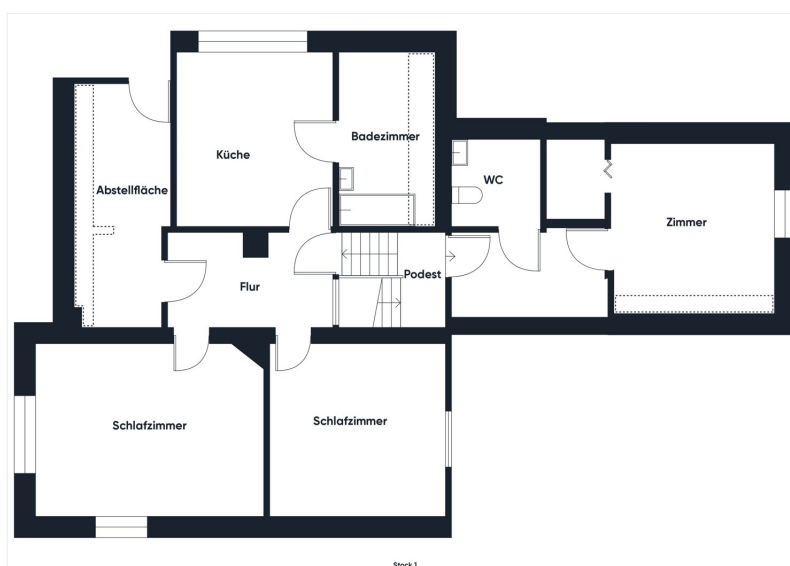 Küche
Badezimmer
Abstellfläche
WC
Zimmer
Podest
Flur
Schlafzimmer
Schlafzimmer
Stock 1